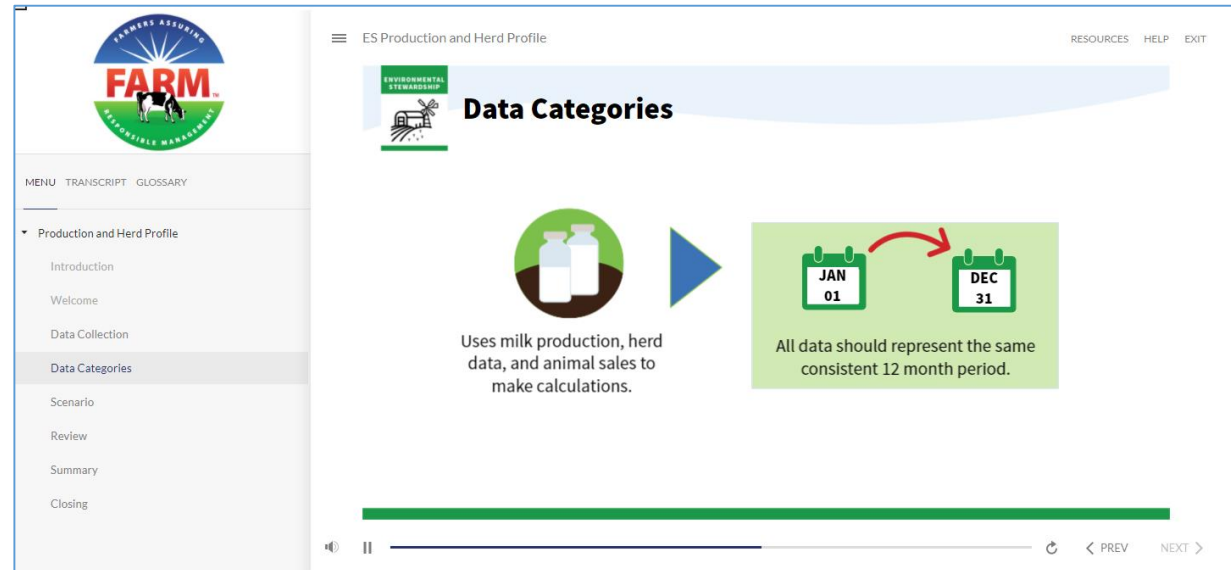 FARMERS ASSURING
FARM™
RESPONSIBLE MANAGEMENT
MENU TRANSCRIPT GLOSSARY
Production and Herd Profile
Introduction
Welcome
Data Collection
Data Categories
Scenario
Review
Summary
Closing
ES Production and Herd Profile
RESOURCES HELP EXIT
ENVIRONMENTAL
STEWARDSHIP
Data Categories
Uses milk production, herd
data, and animal sales to
make calculations.
JAN
01
DEC
31
All data should represent the same
consistent 12 month period.
PREV NEXT